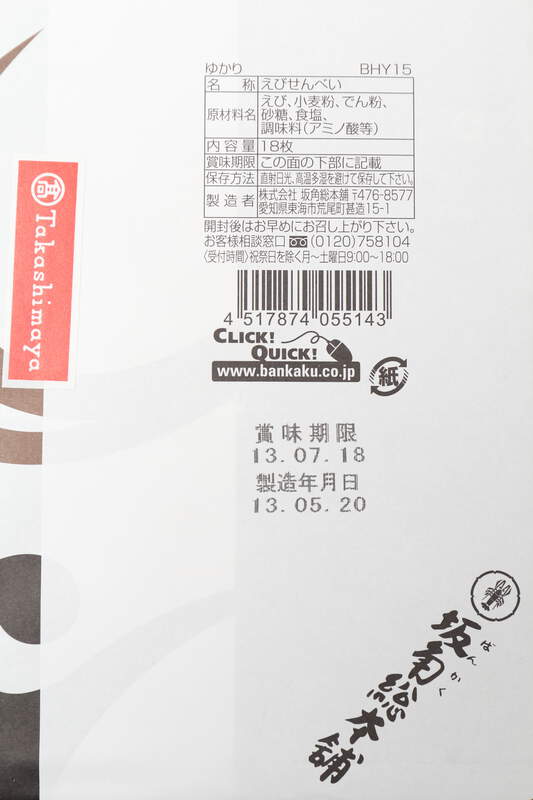 ゆかり BHY15
名称 えびせんべい
原材料名 えび、小麦粉、でん粉、
砂糖、食塩、
調味料(アミノ酸等)
内容量 18枚
賞味期限 この面の下部に記載
保存方法 直射日光、高温多湿を避けて保存して下さい。
製造者 株式会社 坂角総本舖 〒476-8577
愛知県東海市荒尾町甚造15-1
開封後はお早めにお召し上がり下さい。
お客様相談窓口 (0120)758104
〈受付時間〉祝祭日を除く月〜土曜日9:00〜18:00
髙 Takashimaya
4 517874 055143
CLICK!
QUICK!
www.bankaku.co.jp
紙
賞味期限
13.07.18
製造年月日
13.05.20
坂角総本舖
ばんかく